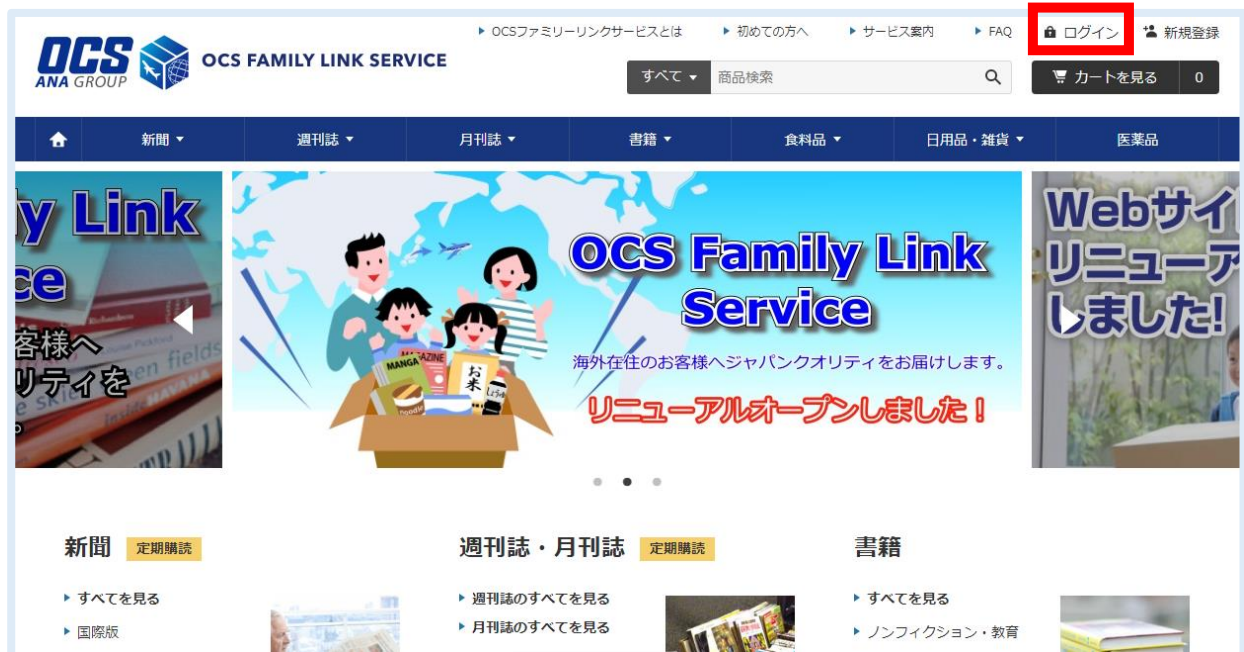 OCS
ANA GROUP
OCS FAMILY LINK SERVICE
OCSファミリーリンクサービスとは
初めての方へ
サービス案内
FAQ
ログイン
新規登録
すべて
商品検索
カートを見る 0
新聞
週刊誌
月刊誌
書籍
食料品
日用品・雑貨
医薬品
y Link
ce
客様へ
リティを
OCS Family Link
Service
海外在住のお客様へジャパンクオリティをお届けします。
リニューアルオープンしました！
MANGA
MAGAZINE
お米
しょうゆ
noodle
Webサイ
リニューア
しました!
新聞 定期購読
すべてを見る
国際版
週刊誌・月刊誌 定期購読
週刊誌のすべてを見る
月刊誌のすべてを見る
書籍
すべてを見る
ノンフィクション・教育